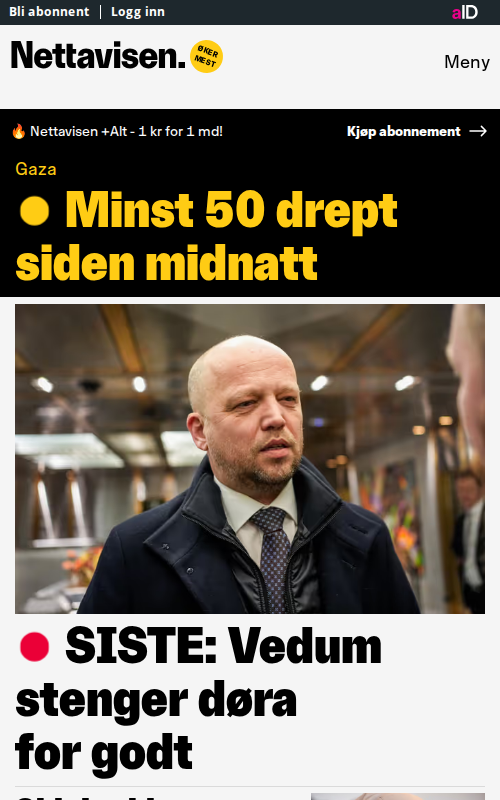 Bli abonnent | Logg inn
aID
Nettavisen.
ØKER
MEST
Meny
🔥 Nettavisen +Alt - 1 kr for 1 md!
Kjøp abonnement →
Gaza
Minst 50 drept
siden midnatt
SISTE: Vedum
stenger døra
for godt